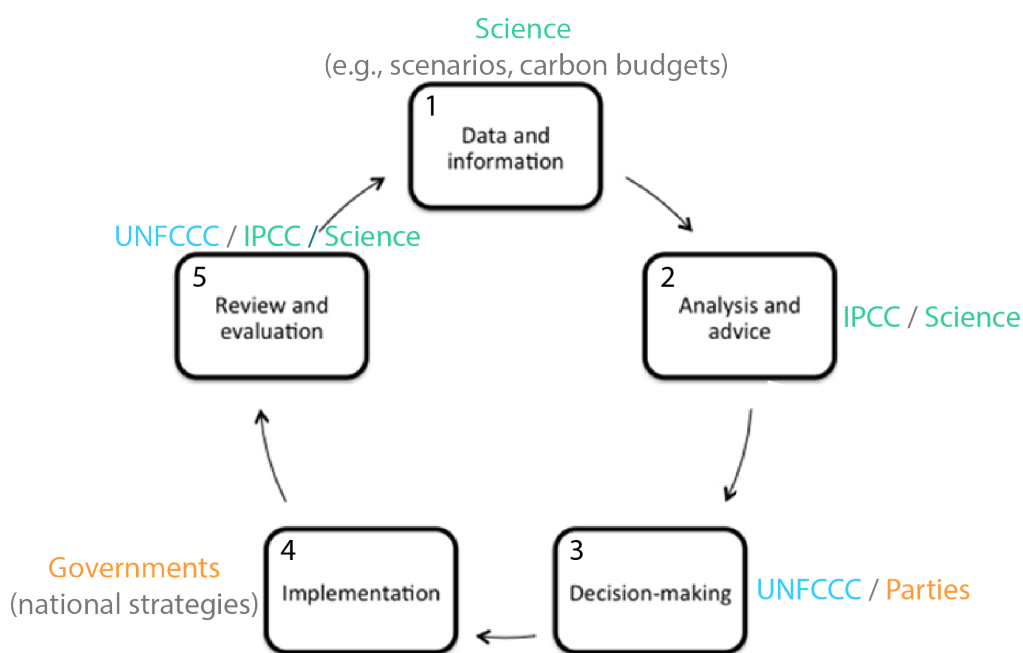 Science
(e.g., scenarios, carbon budgets)
1
Data and
information
UNFCCC / IPCC / Science
5
Review and
evaluation
2
Analysis and
advice
IPCC / Science
4
Implementation
Governments
(national strategies)
3
Decision-making
UNFCCC / Parties